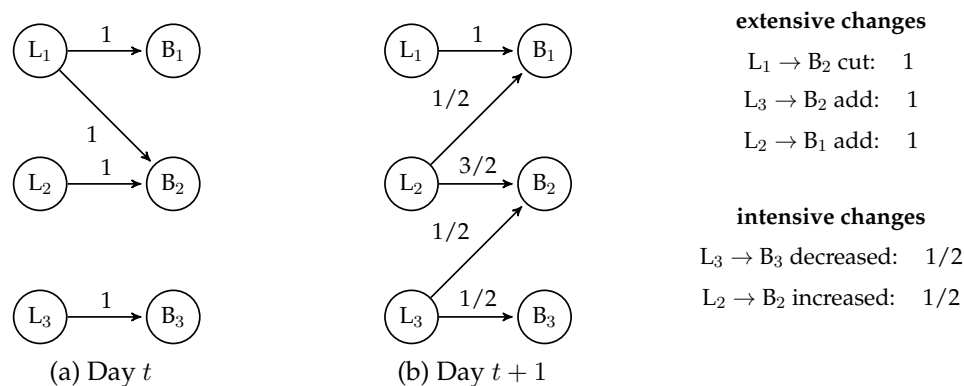 L₁ 1 B₁
1
L₂ 1 B₂
L₃ 1 B₃
(a) Day t
L₁ 1 B₁
1/2
L₂ 3/2 B₂
1/2
L₃ 1/2 B₃
(b) Day t + 1
extensive changes
L₁ → B₂ cut: 1
L₃ → B₂ add: 1
L₂ → B₁ add: 1
intensive changes
L₃ → B₃ decreased: 1/2
L₂ → B₂ increased: 1/2